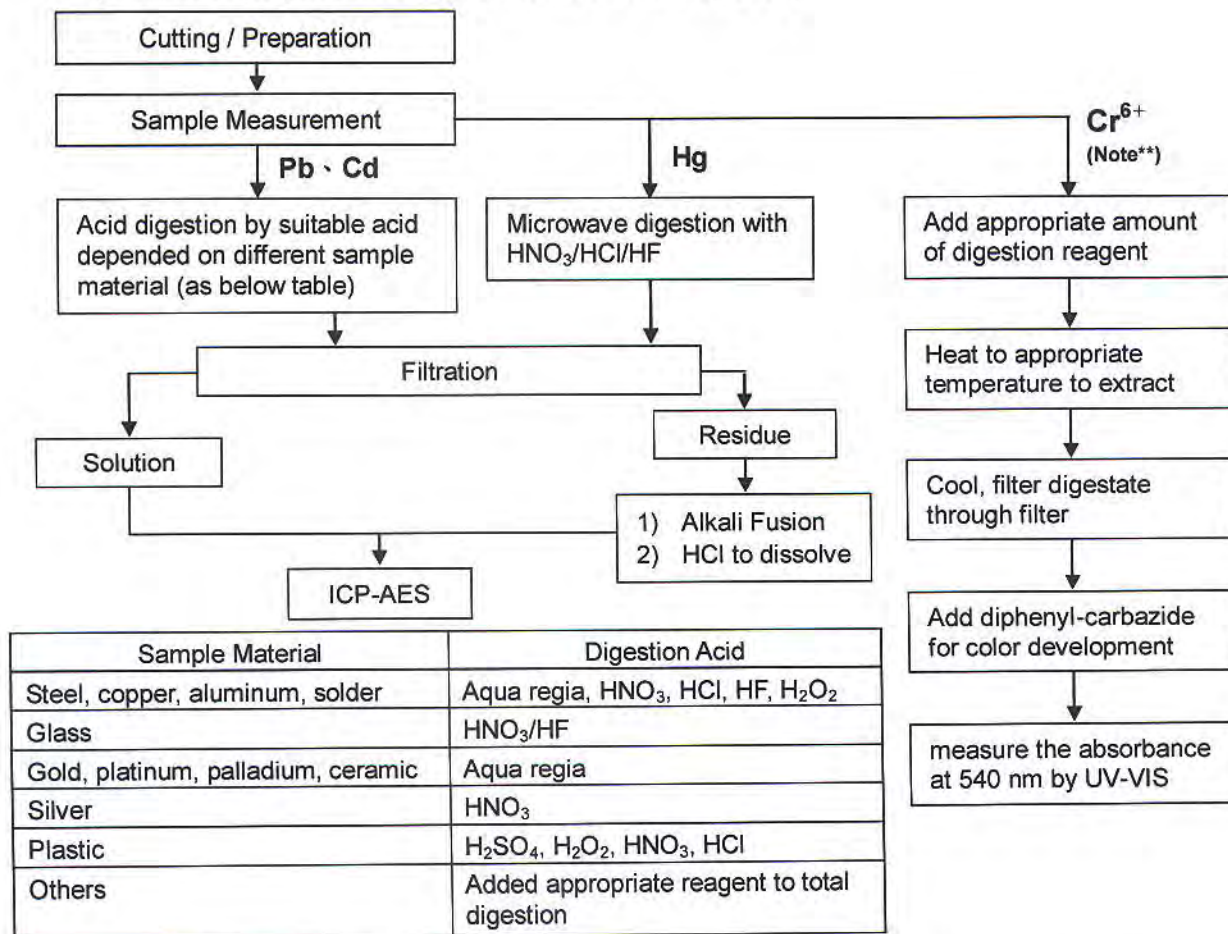 Cutting / Preparation
Sample Measurement
Pb、Cd
Hg
Cr⁶⁺
(Note**)
Acid digestion by suitable acid
depended on different sample
material (as below table)
Microwave digestion with
HNO₃/HCl/HF
Add appropriate amount
of digestion reagent
Filtration
Heat to appropriate
temperature to extract
Solution
Residue
1) Alkali Fusion
2) HCl to dissolve
Cool, filter digestate
through filter
ICP-AES
Add diphenyl-carbazide
for color development
measure the absorbance
at 540 nm by UV-VIS
Sample Material Digestion Acid
Steel, copper, aluminum, solder Aqua regia, HNO₃, HCl, HF, H₂O₂
Glass HNO₃/HF
Gold, platinum, palladium, ceramic Aqua regia
Silver HNO₃
Plastic H₂SO₄, H₂O₂, HNO₃, HCl
Others Added appropriate reagent to total
digestion